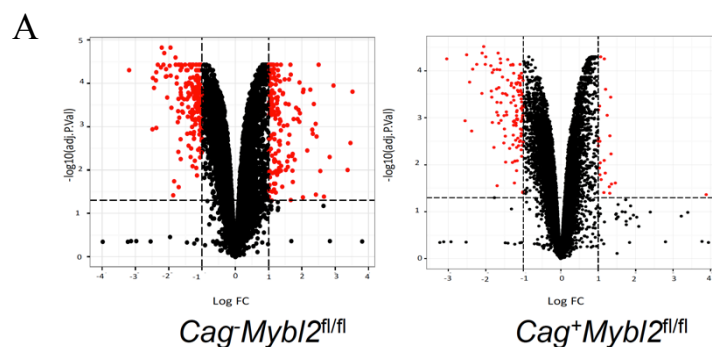 A
-log10(adj.P.Val)
5
4
3
2
1
0
-4 -3 -2 -1 0 1 2 3 4
Log FC
Cag-Mybl2fl/fl
-log10(adj.P.Val)
4
3
2
1
0
-3 -2 -1 0 1 2 3 4
Log FC
Cag+Mybl2fl/fl